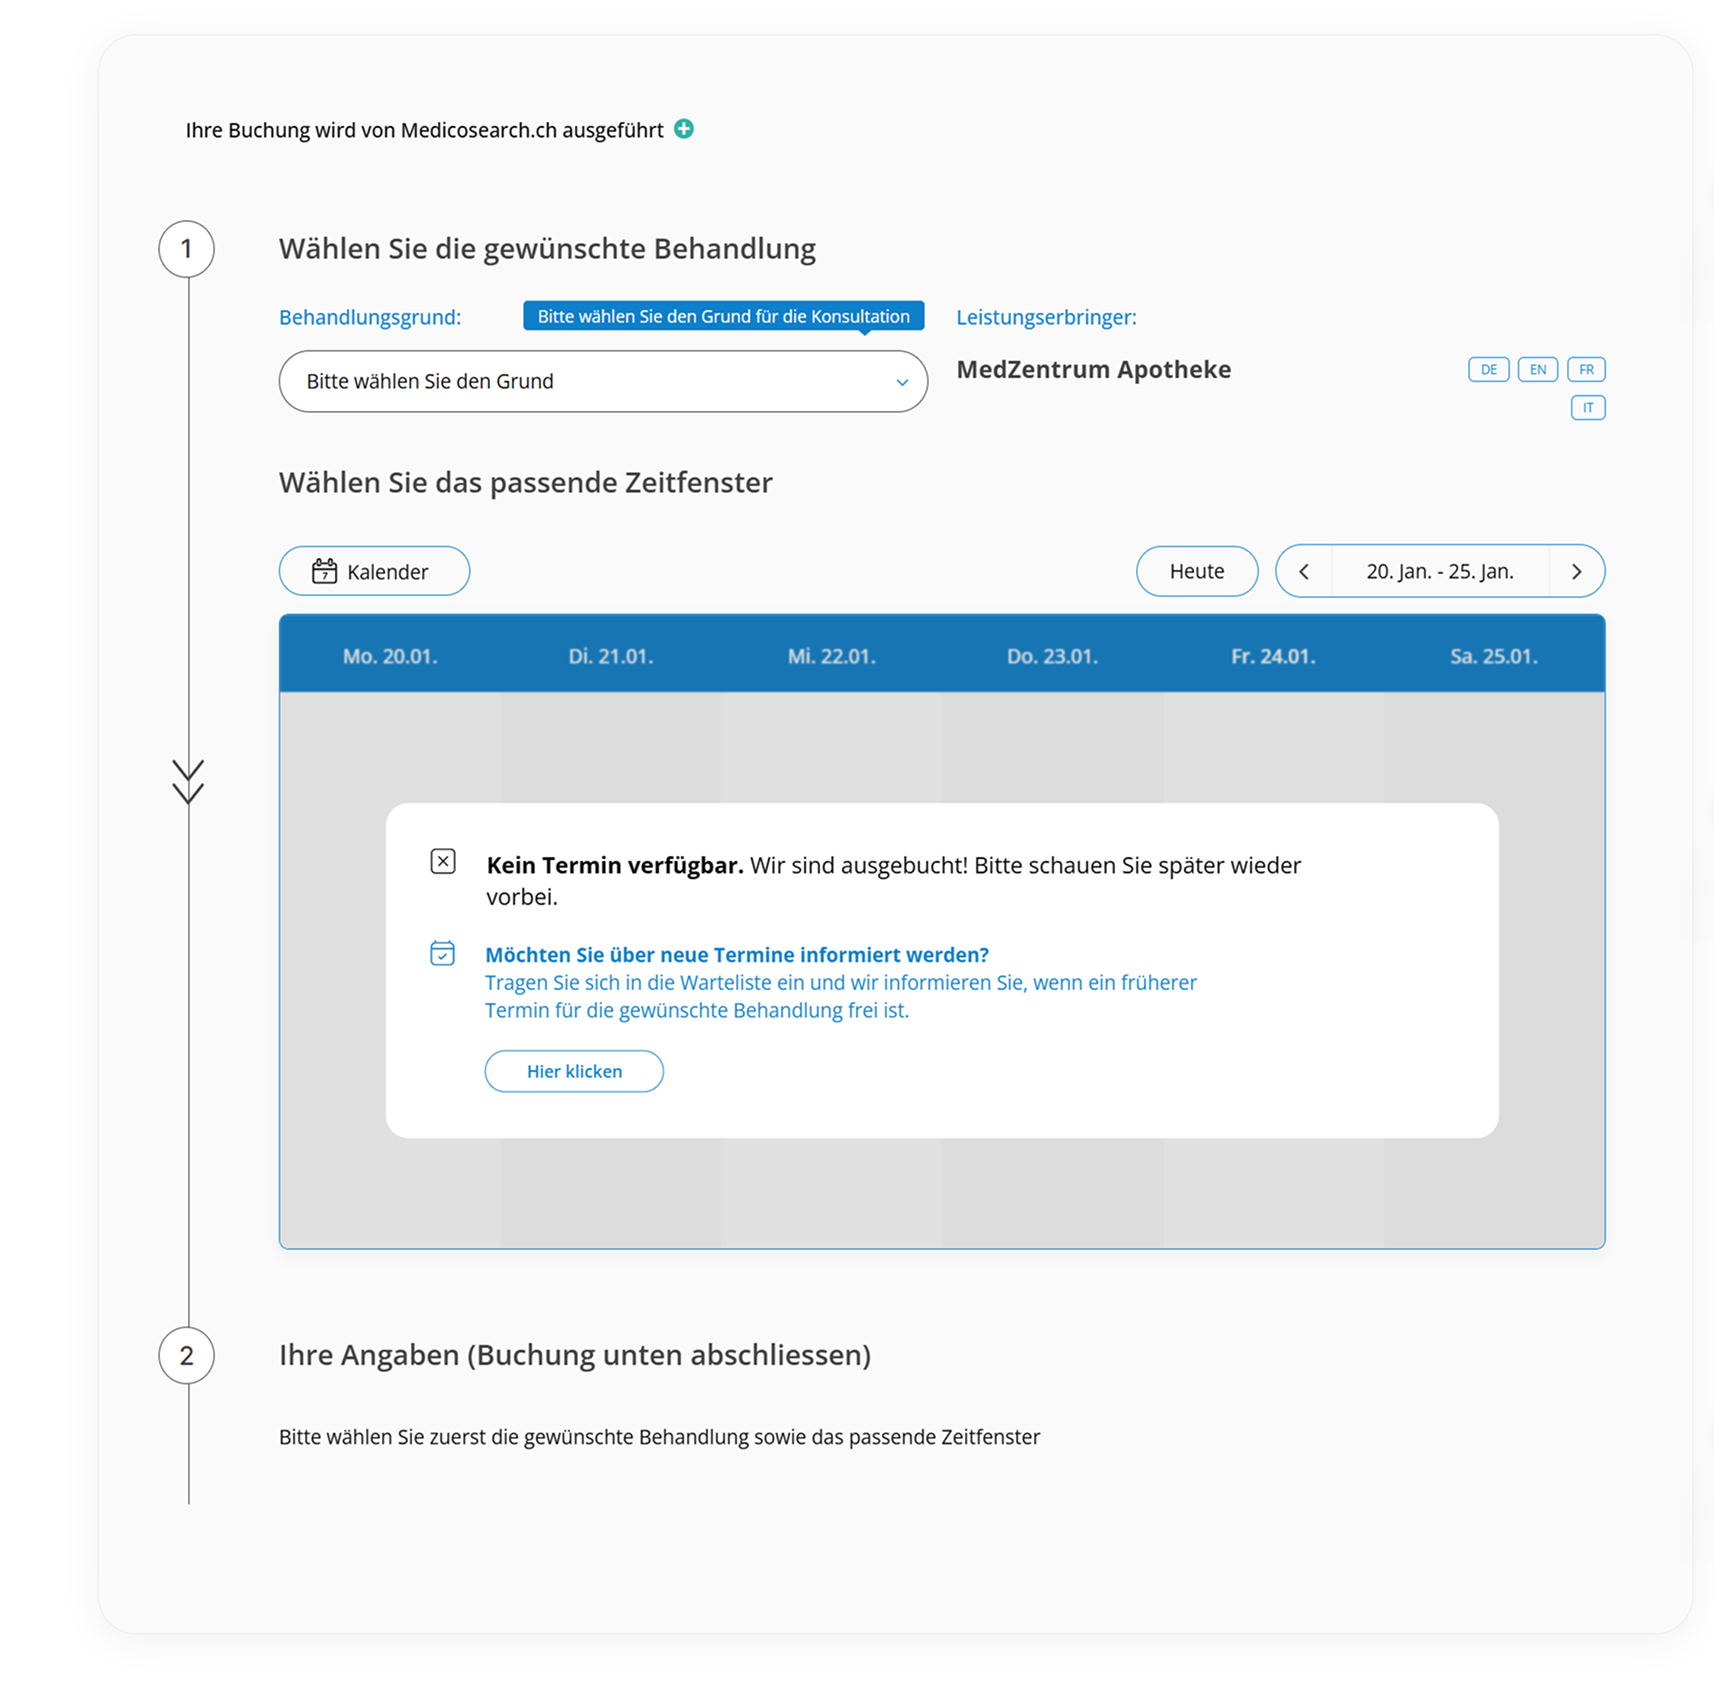 Ihre Buchung wird von Medicosearch.ch ausgeführt
1
Wählen Sie die gewünschte Behandlung
Behandlungsgrund:
Bitte wählen Sie den Grund für die Konsultation
Leistungserbringer:
Bitte wählen Sie den Grund
MedZentrum Apotheke
DE EN FR
IT
Wählen Sie das passende Zeitfenster
7 Kalender
Heute
20. Jan. - 25. Jan.
Mo. 20.01. Di. 21.01. Mi. 22.01. Do. 23.01. Fr. 24.01. Sa. 25.01.
Kein Termin verfügbar. Wir sind ausgebucht! Bitte schauen Sie später wieder
vorbei.
Möchten Sie über neue Termine informiert werden?
Tragen Sie sich in die Warteliste ein und wir informieren Sie, wenn ein früherer
Termin für die gewünschte Behandlung frei ist.
Hier klicken
2
Ihre Angaben (Buchung unten abschliessen)
Bitte wählen Sie zuerst die gewünschte Behandlung sowie das passende Zeitfenster